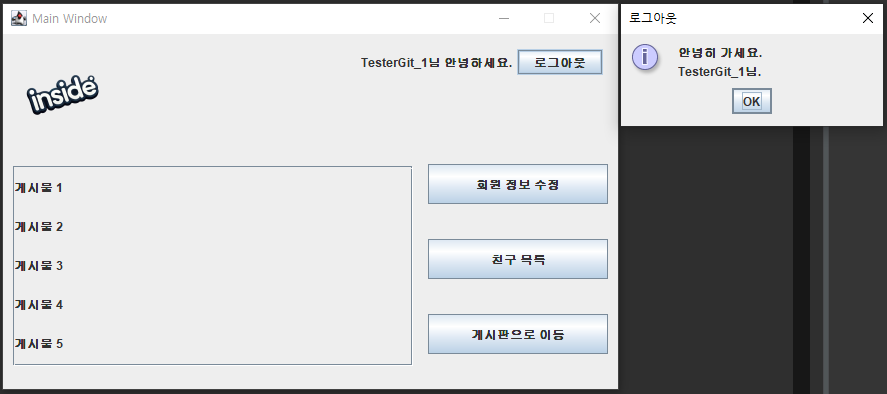 Main Window
TesterGit_1님 안녕하세요.
로그아웃
inside
게시물 1
게시물 2
게시물 3
게시물 4
게시물 5
회원 정보 수정
친구 목록
게시판으로 이동
로그아웃
안녕히 가세요.
TesterGit_1님.
OK